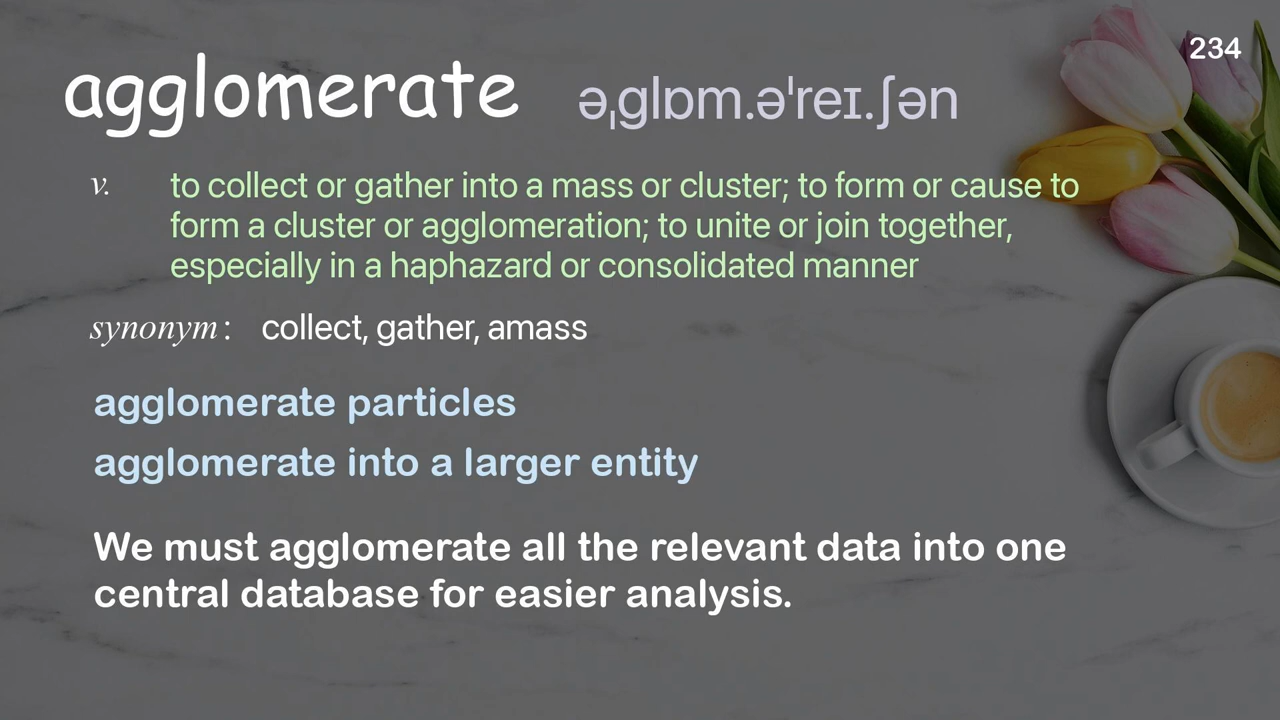 234
agglomerate əˌglɒm.əˈreɪ.ʃən
v. to collect or gather into a mass or cluster; to form or cause to
form a cluster or agglomeration; to unite or join together,
especially in a haphazard or consolidated manner
synonym: collect, gather, amass
agglomerate particles
agglomerate into a larger entity
We must agglomerate all the relevant data into one
central database for easier analysis.